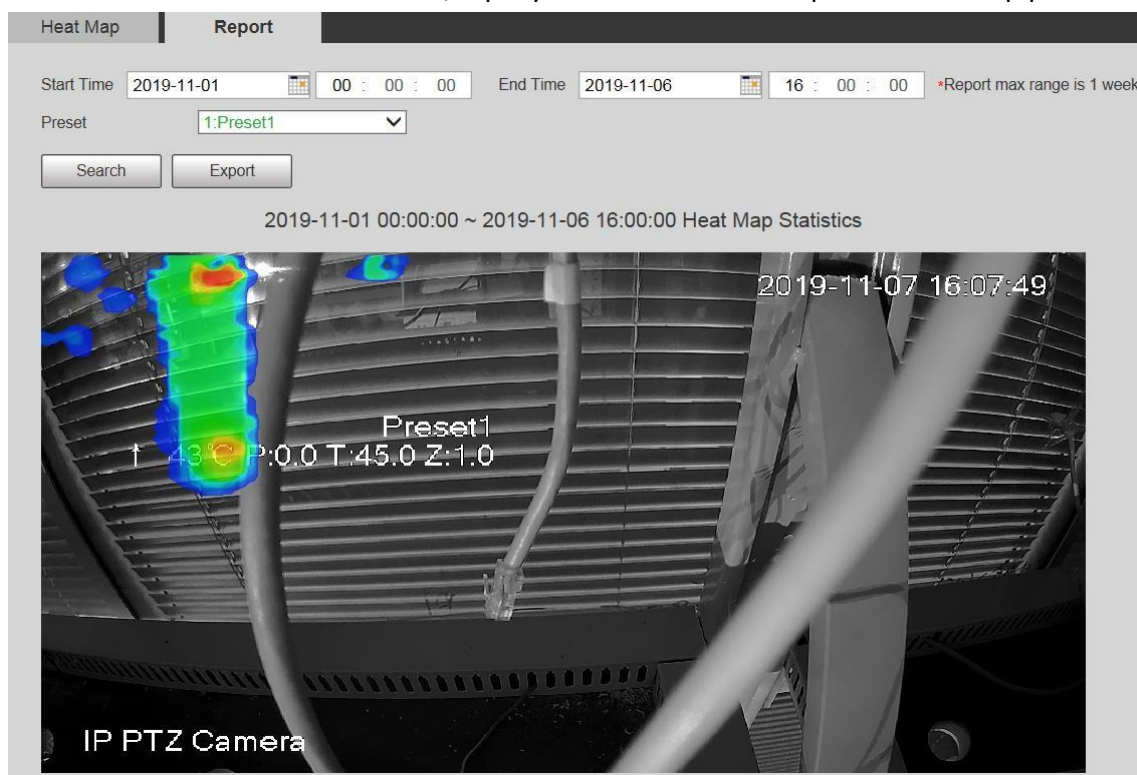 Heat Map Report
Start Time 2019-11-01 00 : 00 : 00 End Time 2019-11-06 16 : 00 : 00 *Report max range is 1 week
Preset 1:Preset1
Search Export
2019-11-01 00:00:00 ~ 2019-11-06 16:00:00 Heat Map Statistics
2019-11-07 16:07:49
Preset1
↑ 43°C P:0.0 T:45.0 Z:1.0
IP PTZ Camera